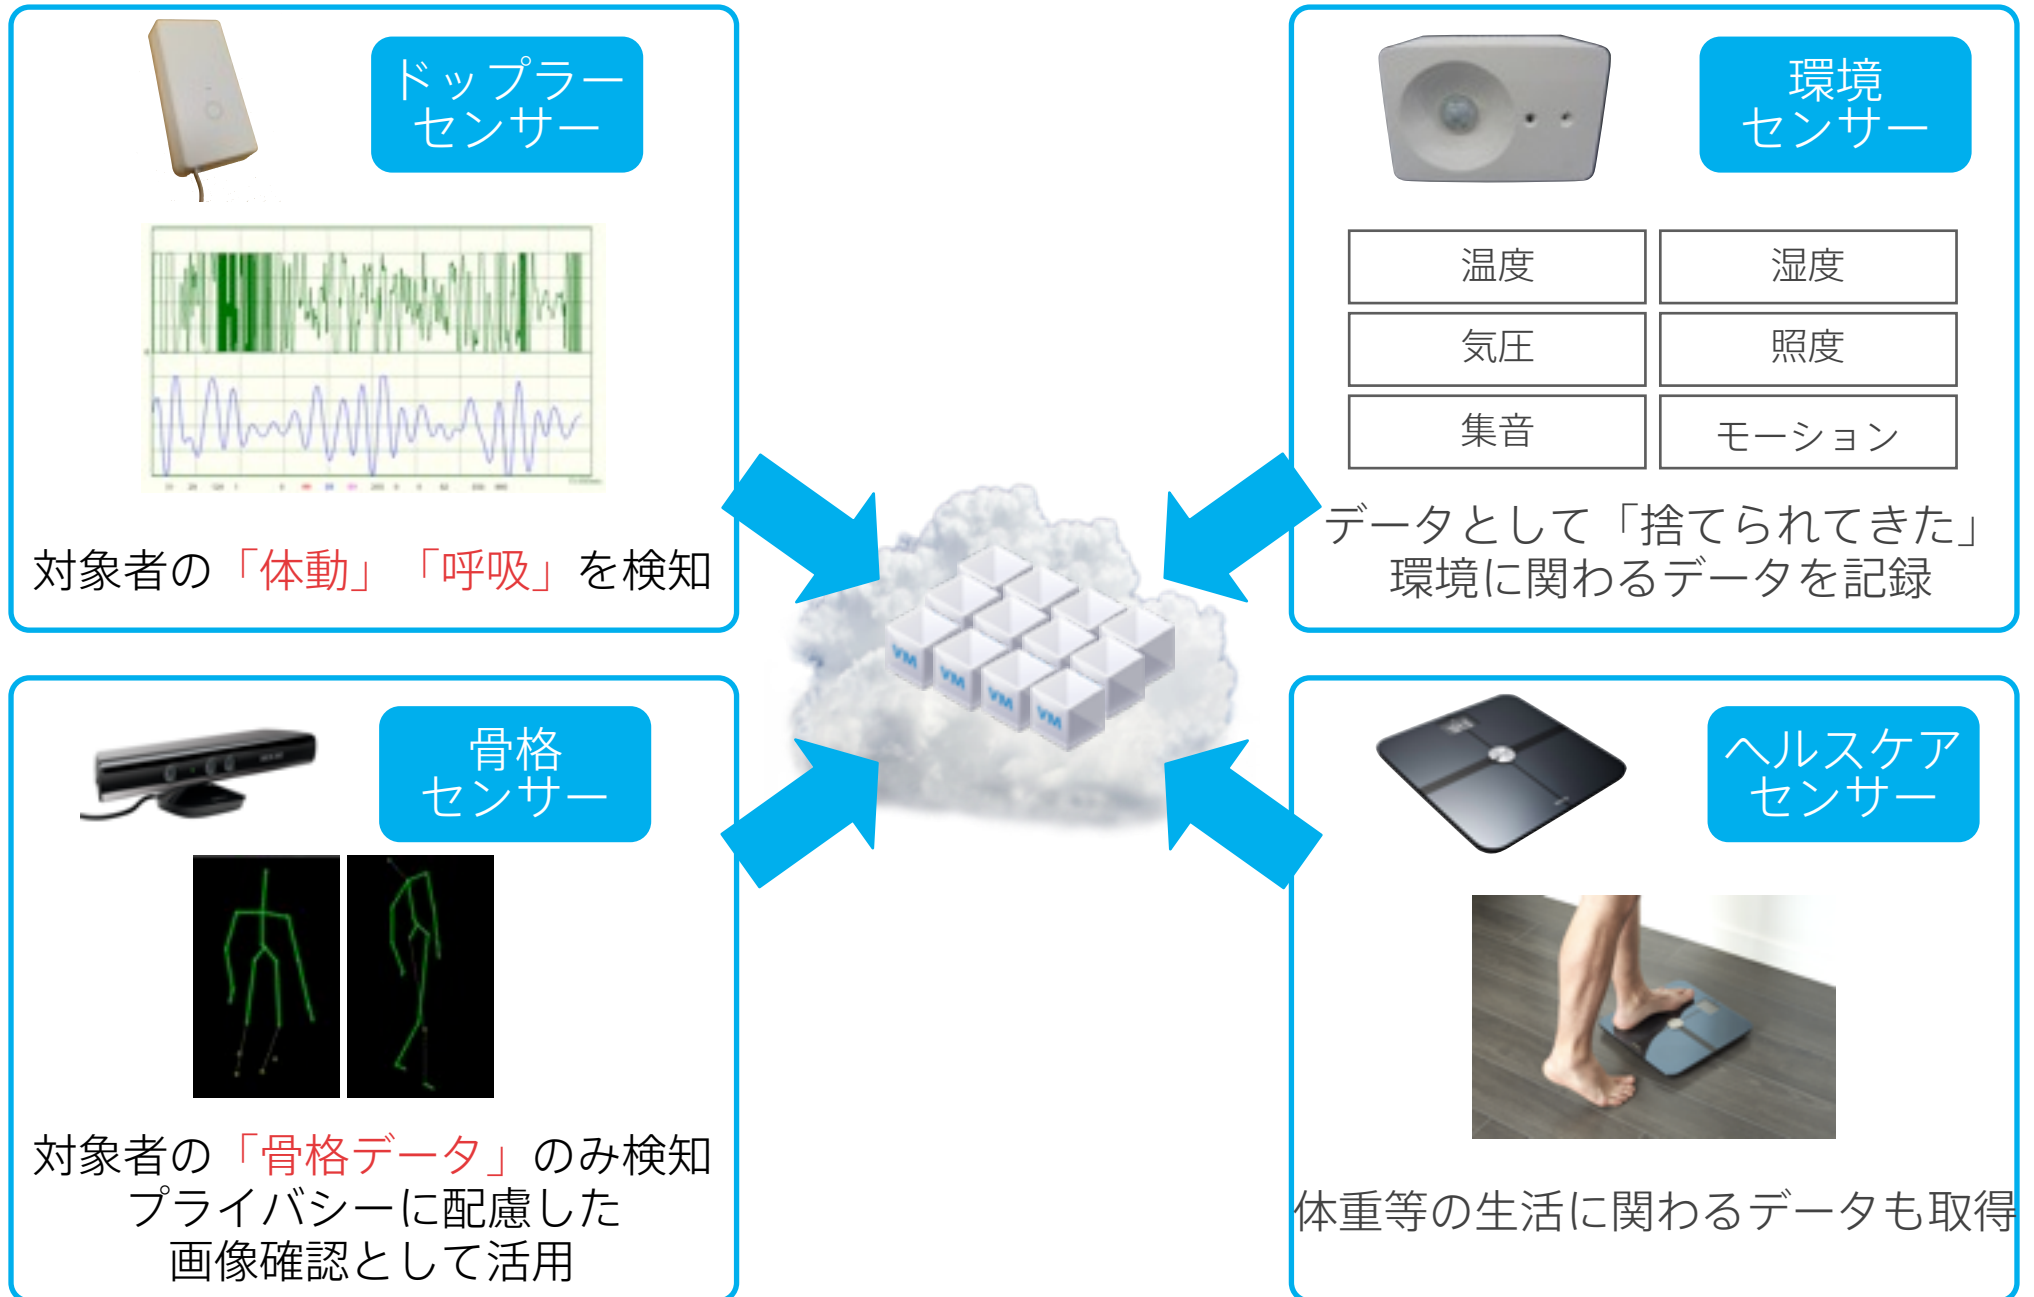 ドップラー
センサー
対象者の「体動」「呼吸」を検知
環境
センサー
温度
湿度
気圧
照度
集音
モーション
データとして「捨てられてきた」
環境に関わるデータを記録
VM
VM
VM
VM
骨格
センサー
対象者の「骨格データ」のみ検知
プライバシーに配慮した
画像確認として活用
ヘルスケア
センサー
体重等の生活に関わるデータも取得